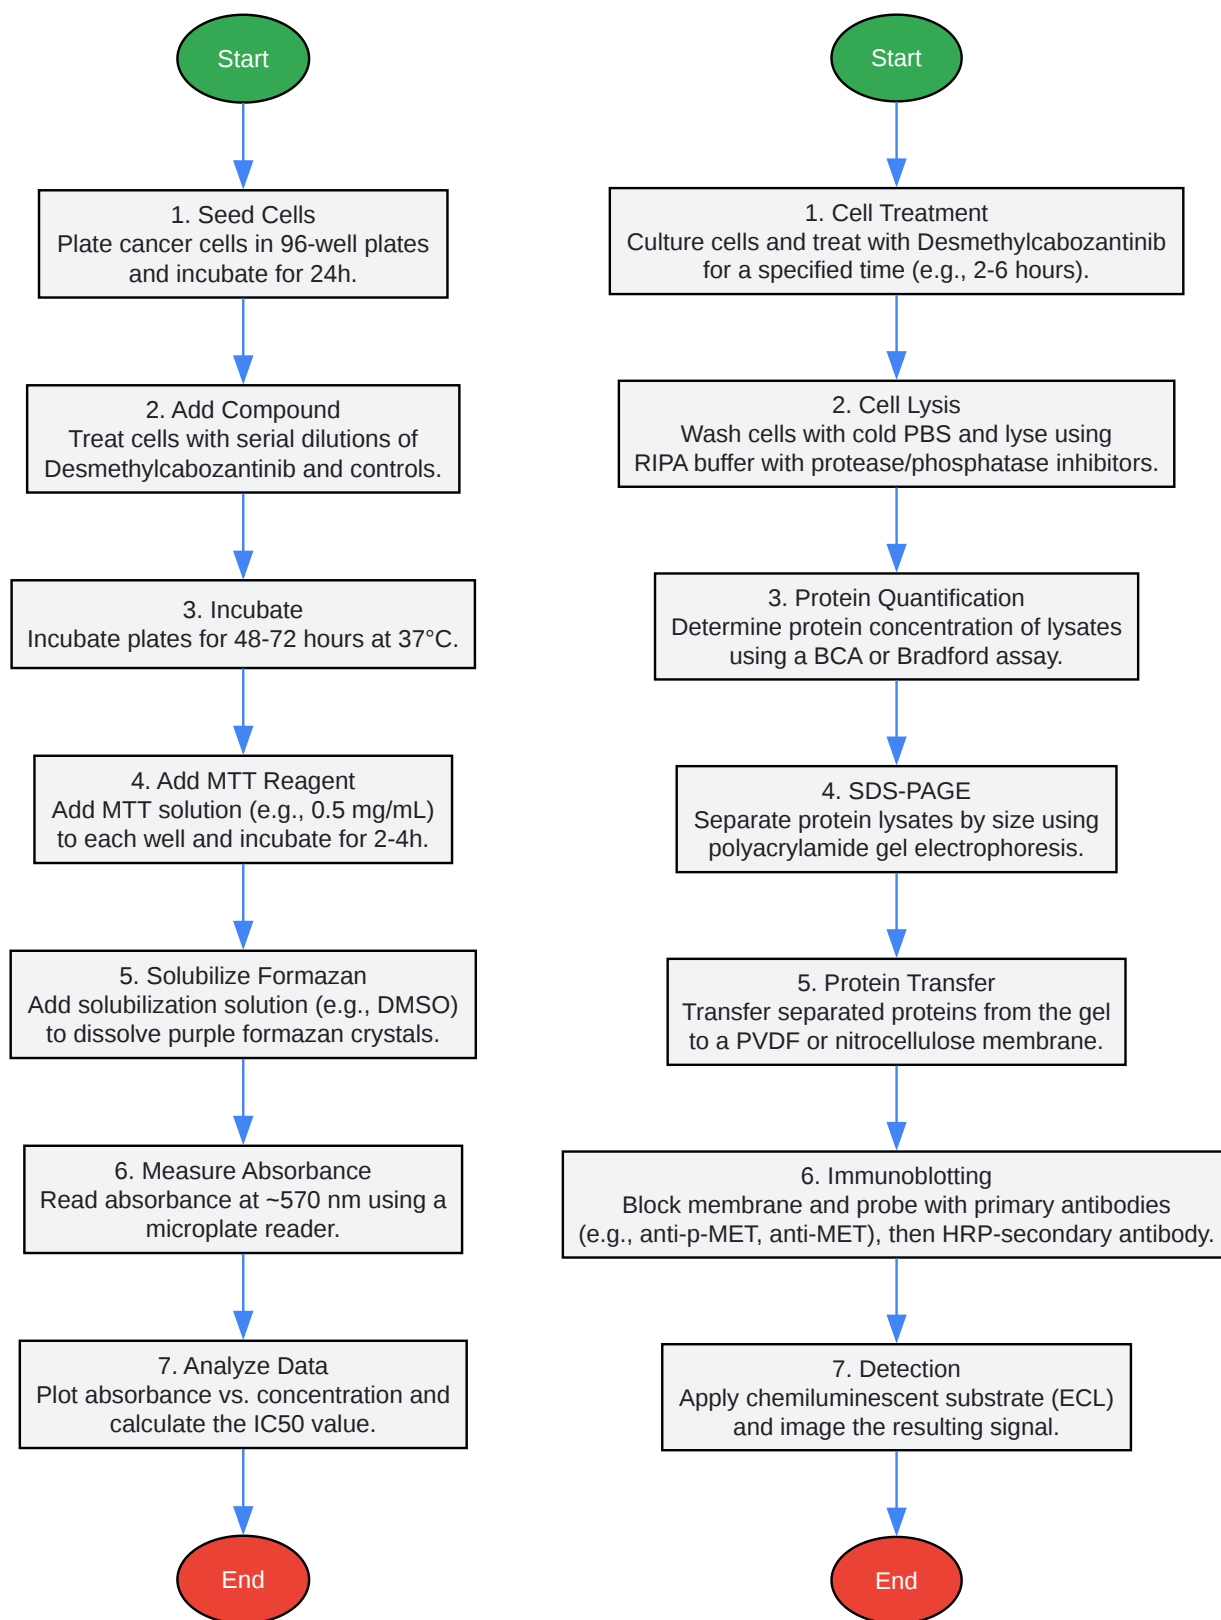 Start
1. Seed Cells
Plate cancer cells in 96-well plates
and incubate for 24h.
2. Add Compound
Treat cells with serial dilutions of
Desmethylcabozantinib and controls.
3. Incubate
Incubate plates for 48-72 hours at 37°C.
4. Add MTT Reagent
Add MTT solution (e.g., 0.5 mg/mL)
to each well and incubate for 2-4h.
5. Solubilize Formazan
Add solubilization solution (e.g., DMSO)
to dissolve purple formazan crystals.
6. Measure Absorbance
Read absorbance at ~570 nm using a
microplate reader.
7. Analyze Data
Plot absorbance vs. concentration and
calculate the IC50 value.
End
Start
1. Cell Treatment
Culture cells and treat with Desmethylcabozantinib
for a specified time (e.g., 2-6 hours).
2. Cell Lysis
Wash cells with cold PBS and lyse using
RIPA buffer with protease/phosphatase inhibitors.
3. Protein Quantification
Determine protein concentration of lysates
using a BCA or Bradford assay.
4. SDS-PAGE
Separate protein lysates by size using
polyacrylamide gel electrophoresis.
5. Protein Transfer
Transfer separated proteins from the gel
to a PVDF or nitrocellulose membrane.
6. Immunoblotting
Block membrane and probe with primary antibodies
(e.g., anti-p-MET, anti-MET), then HRP-secondary antibody.
7. Detection
Apply chemiluminescent substrate (ECL)
and image the resulting signal.
End